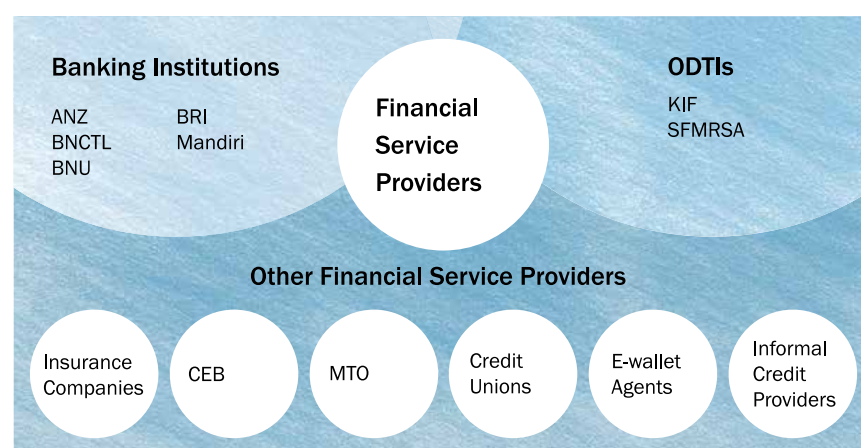 Banking Institutions
ANZ
BNCTL
BNU
BRI
Mandiri
Financial
Service
Providers
ODTIs
KIF
SFMRSA
Other Financial Service Providers
Insurance
Companies
CEB
MTO
Credit
Unions
E-wallet
Agents
Informal
Credit
Providers